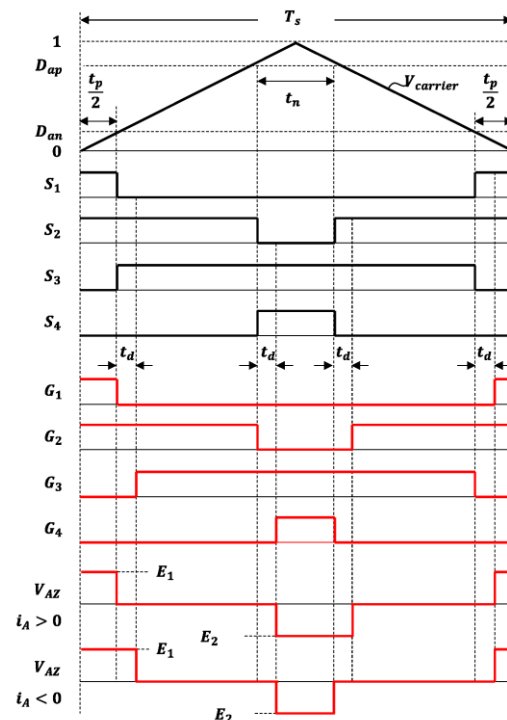 T_s
1
D_ap
t_p/2
t_n
V_carrier
t_p/2
D_an
0
S_1
S_2
S_3
S_4
t_d t_d t_d t_d
G_1
G_2
G_3
G_4
E_1
V_AZ
i_A > 0
E_2
E_1
V_AZ
i_A < 0
E_2